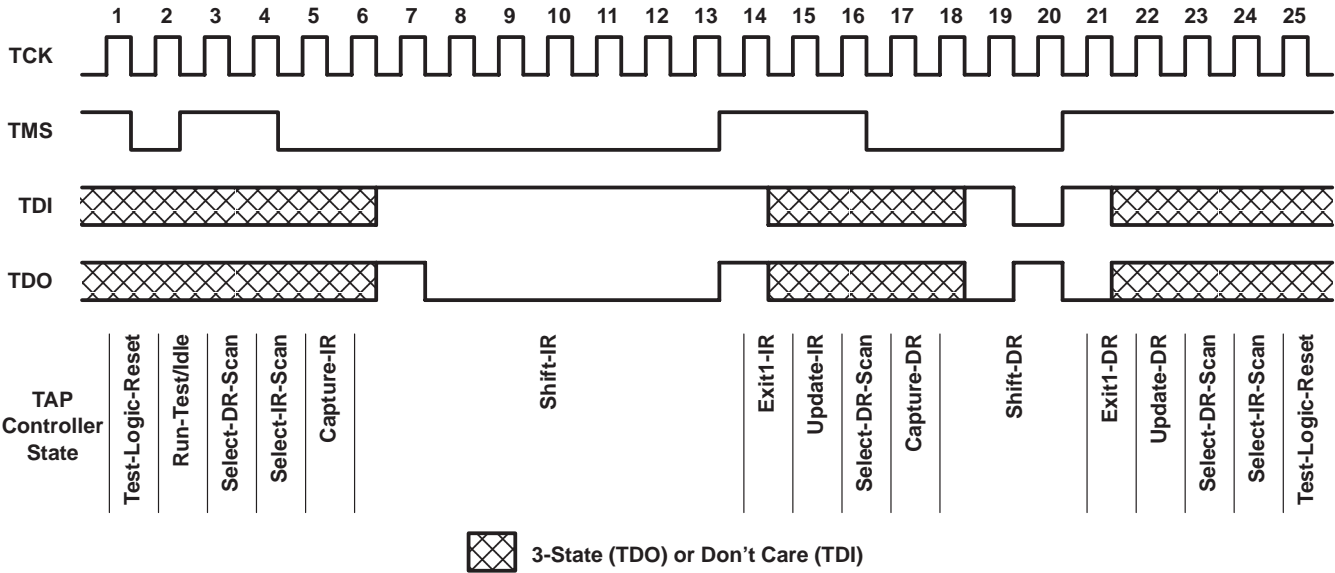 1 2 3 4 5 6 7 8 9 10 11 12 13 14 15 16 17 18 19 20 21 22 23 24 25
TCK
TMS
TDI
TDO
TAP
Controller
State
Test-Logic-Reset
Run-Test/Idle
Select-DR-Scan
Select-IR-Scan
Capture-IR
Shift-IR
Exit1-IR
Update-IR
Select-DR-Scan
Capture-DR
Shift-DR
Exit1-DR
Update-DR
Select-DR-Scan
Select-IR-Scan
Test-Logic-Reset
3-State (TDO) or Don’t Care (TDI)